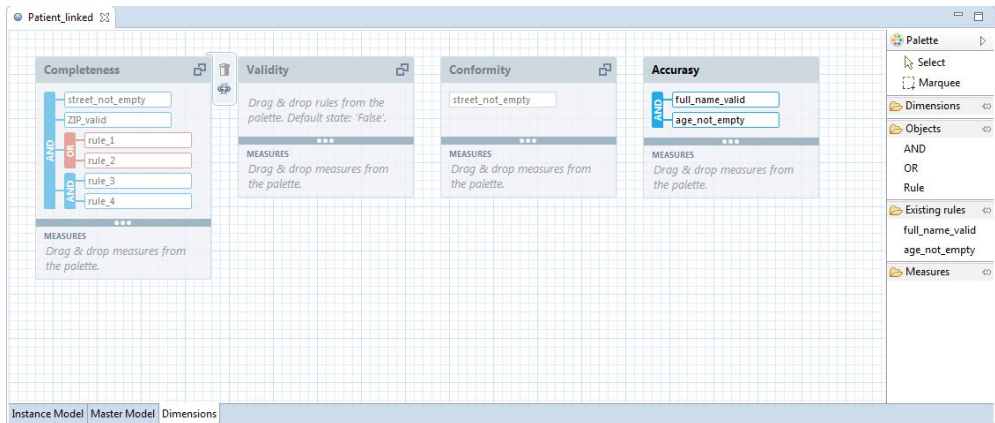 Patient_linked
Completeness
street_not_empty
ZIP_valid
AND
OR
rule_1
rule_2
AND
rule_3
rule_4
MEASURES
Drag & drop measures from
the palette.
Validity
Drag & drop rules from the
palette. Default state: 'False'.
MEASURES
Drag & drop measures from
the palette.
Conformity
street_not_empty
MEASURES
Drag & drop measures from
the palette.
Accurasy
AND
full_name_valid
age_not_empty
MEASURES
Drag & drop measures from
the palette.
Palette
Select
Marquee
Dimensions
Objects
AND
OR
Rule
Existing rules
full_name_valid
age_not_empty
Measures
Instance Model
Master Model
Dimensions